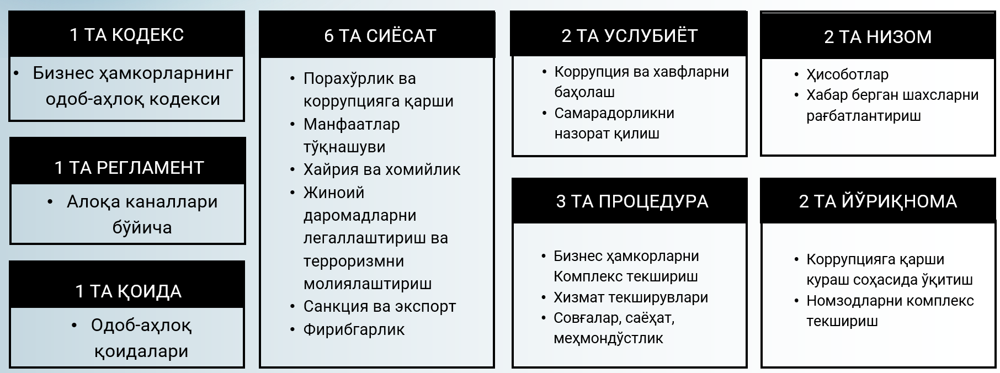 1 ТА КОДЕКС
• Бизнес ҳамкорларнинг
одоб-аҳлоқ кодекси
1 ТА РЕГЛАМЕНТ
• Алоқа каналлари
бўйича
1 ТА ҚОИДА
• Одоб-аҳлоқ
қоидалари
6 ТА СИЁСАТ
• Порахўрлик ва
коррупцияга қарши
• Манфаатлар
тўқнашуви
• Хайрия ва хомийлик
• Жиноий
даромадларни
легаллаштириш ва
терроризмни
молиялаштириш
• Санкция ва экспорт
• Фирибгарлик
2 ТА УСЛУБИЁТ
• Коррупция ва хавфларни
баҳолаш
• Самарадорликни
назорат қилиш
3 ТА ПРОЦЕДУРА
• Бизнес ҳамкорларни
Комплекс текшириш
• Хизмат текширувлари
• Совғалар, саёҳат,
меҳмондўстлик
2 ТА НИЗОМ
• Ҳисоботлар
• Хабар берган шахсларни
рағбатлантириш
2 ТА ЙЎРИҚНОМА
• Коррупцияга қарши
кураш соҳасида ўқитиш
• Номзодларни комплекс
текшириш